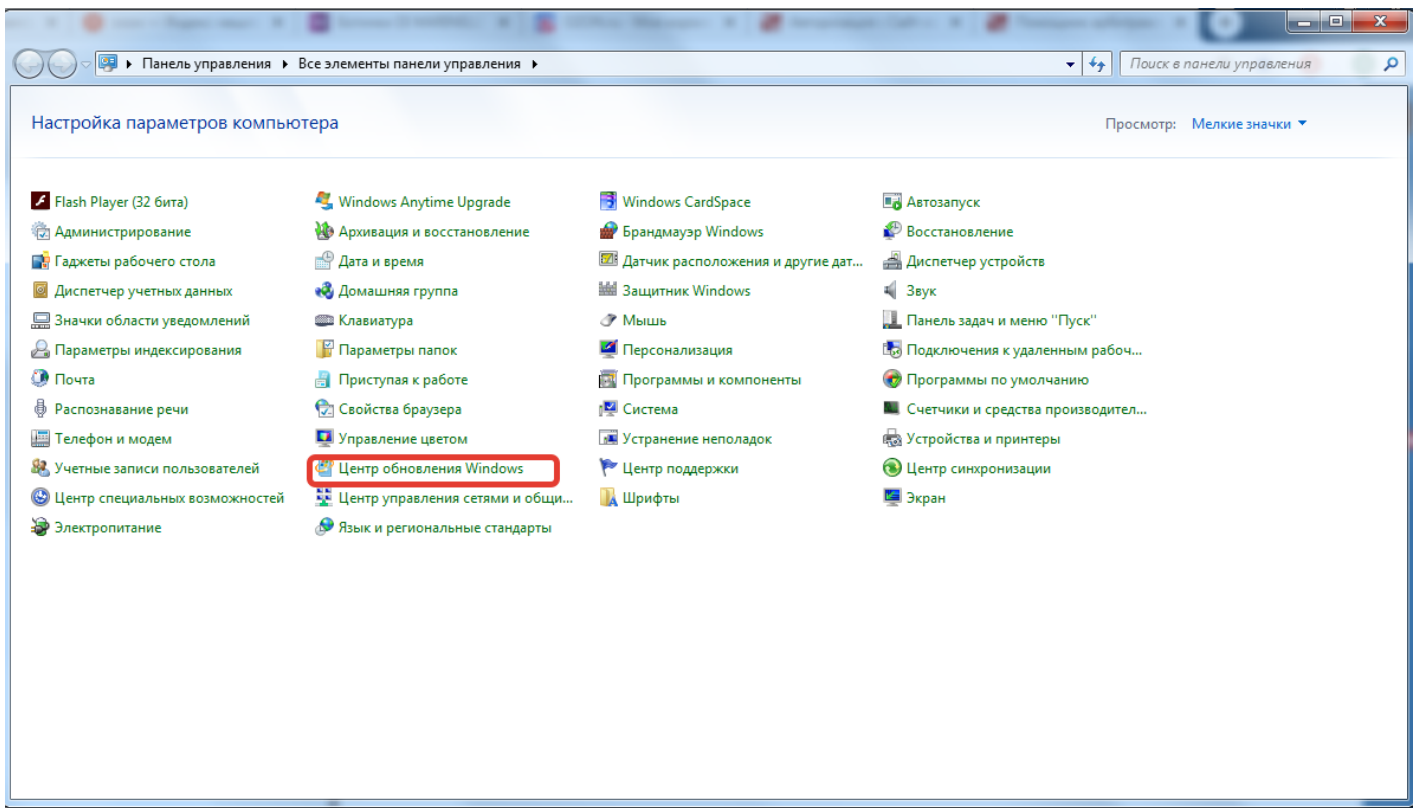 Панель управления Все элементы панели управления Поиск в панели управления
Настройка параметров компьютера
Просмотр: Мелкие значки
Flash Player (32 бита) Windows Anytime Upgrade Windows CardSpace Автозапуск
Администрирование Архивация и восстановление Брандмауэр Windows Восстановление
Гаджеты рабочего стола Дата и время Датчик расположения и другие дат... Диспетчер устройств
Диспетчер учетных данных Домашняя группа Защитник Windows Звук
Значки области уведомлений Клавиатура Мышь Панель задач и меню "Пуск"
Параметры индексирования Параметры папок Персонализация Подключения к удаленным рабоч...
Почта Приступая к работе Программы и компоненты Программы по умолчанию
Распознавание речи Свойства браузера Система Счетчики и средства производител...
Телефон и модем Управление цветом Устранение неполадок Устройства и принтеры
Учетные записи пользователей Центр обновления Windows Центр поддержки Центр синхронизации
Центр специальных возможностей Центр управления сетями и общи... Шрифты Экран
Электропитание Язык и региональные стандарты